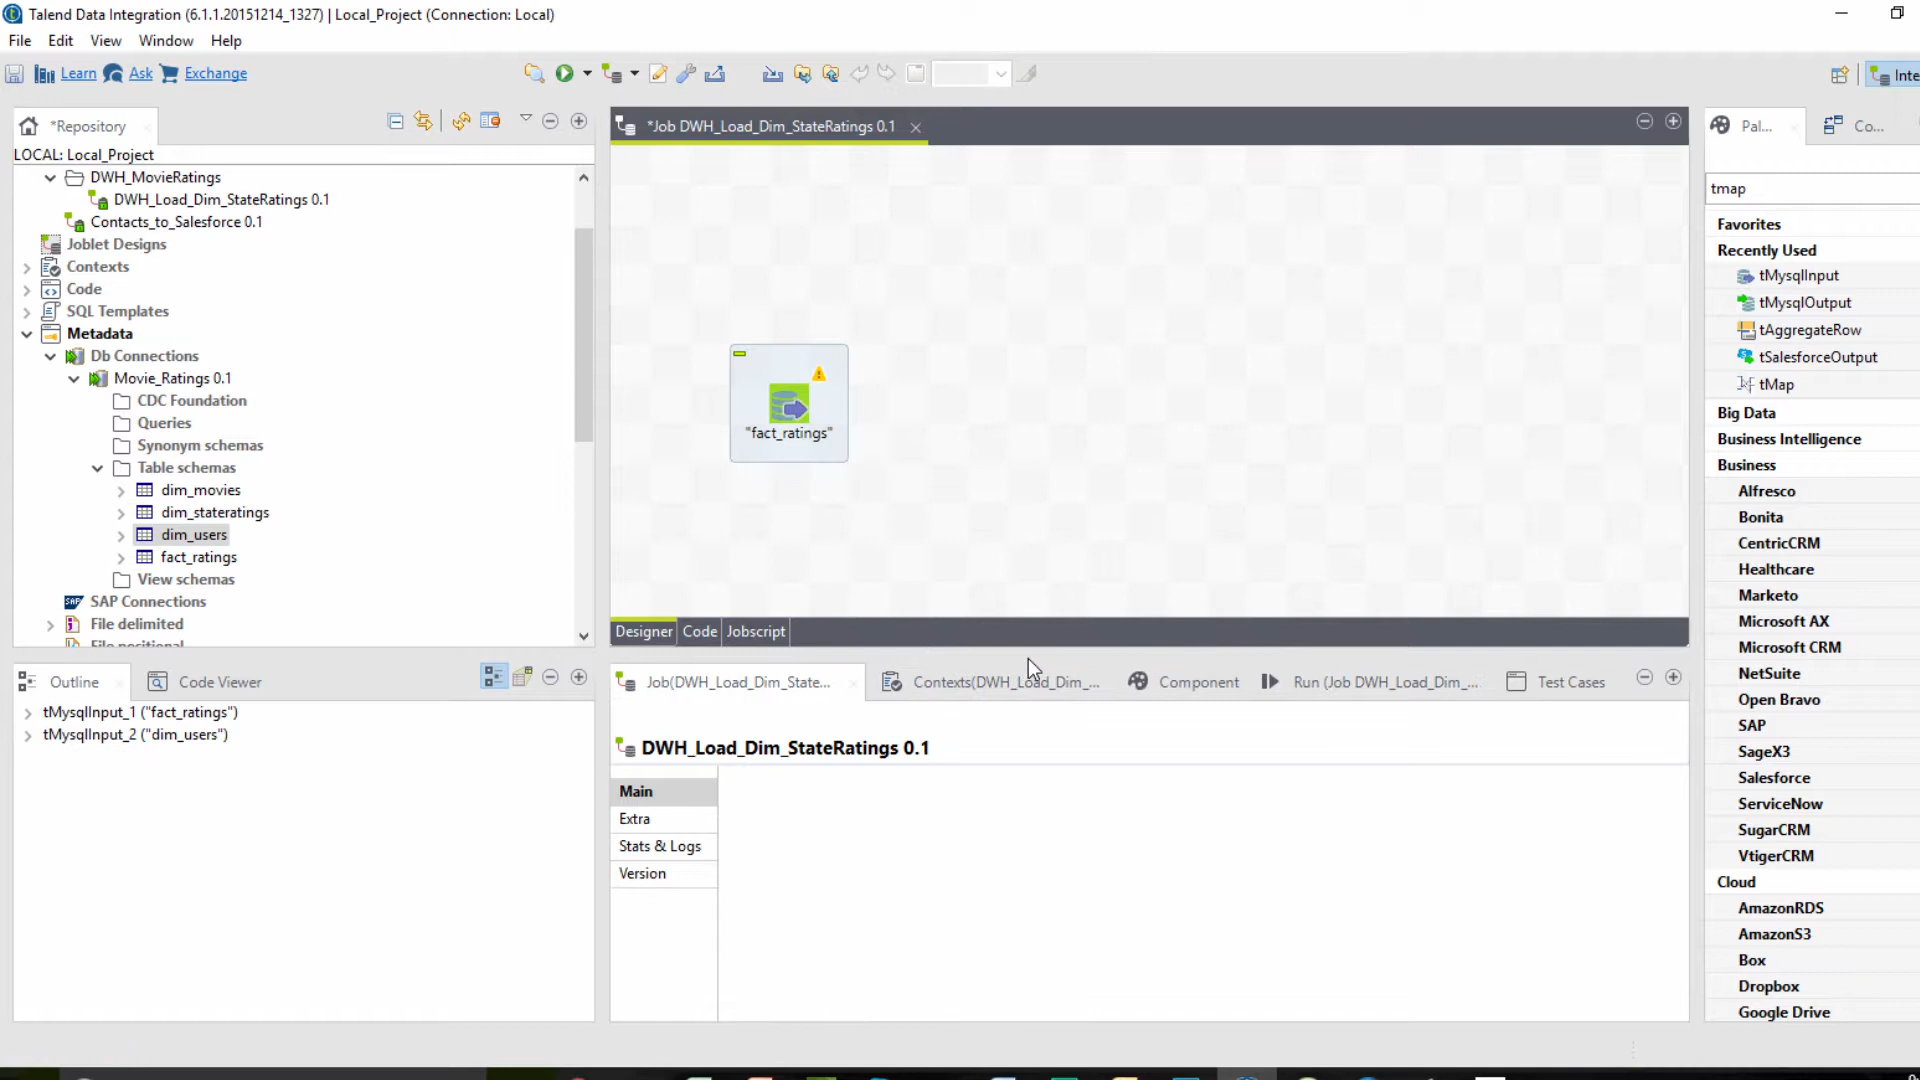 Talend Data Integration (6.1.1.20151214_1327) | Local_Project (Connection: Local)
File Edit View Window Help
Learn Ask Exchange
Inte
*Repository
LOCAL: Local_Project
DWH_MovieRatings
DWH_Load_Dim_StateRatings 0.1
Contacts_to_Salesforce 0.1
Joblet Designs
Contexts
Code
SQL Templates
Metadata
Db Connections
Movie_Ratings 0.1
CDC Foundation
Queries
Synonym schemas
Table schemas
dim_movies
dim_stateratings
dim_users
fact_ratings
View schemas
SAP Connections
File delimited
File positional
*Job DWH_Load_Dim_StateRatings 0.1
"fact_ratings"
Designer Code Jobscript
Pal... Co...
tmap
Favorites
Recently Used
tMysqlInput
tMysqlOutput
tAggregateRow
tSalesforceOutput
tMap
Big Data
Business Intelligence
Business
Alfresco
Bonita
CentricCRM
Healthcare
Marketo
Microsoft AX
Microsoft CRM
NetSuite
Open Bravo
SAP
SageX3
Salesforce
ServiceNow
SugarCRM
VtigerCRM
Cloud
AmazonRDS
AmazonS3
Box
Dropbox
Google Drive
Outline Code Viewer
tMysqlInput_1 ("fact_ratings")
tMysqlInput_2 ("dim_users")
Job(DWH_Load_Dim_State... Contexts(DWH_Load_Dim_... Component Run (Job DWH_Load_Dim_... Test Cases
DWH_Load_Dim_StateRatings 0.1
Main
Extra
Stats & Logs
Version